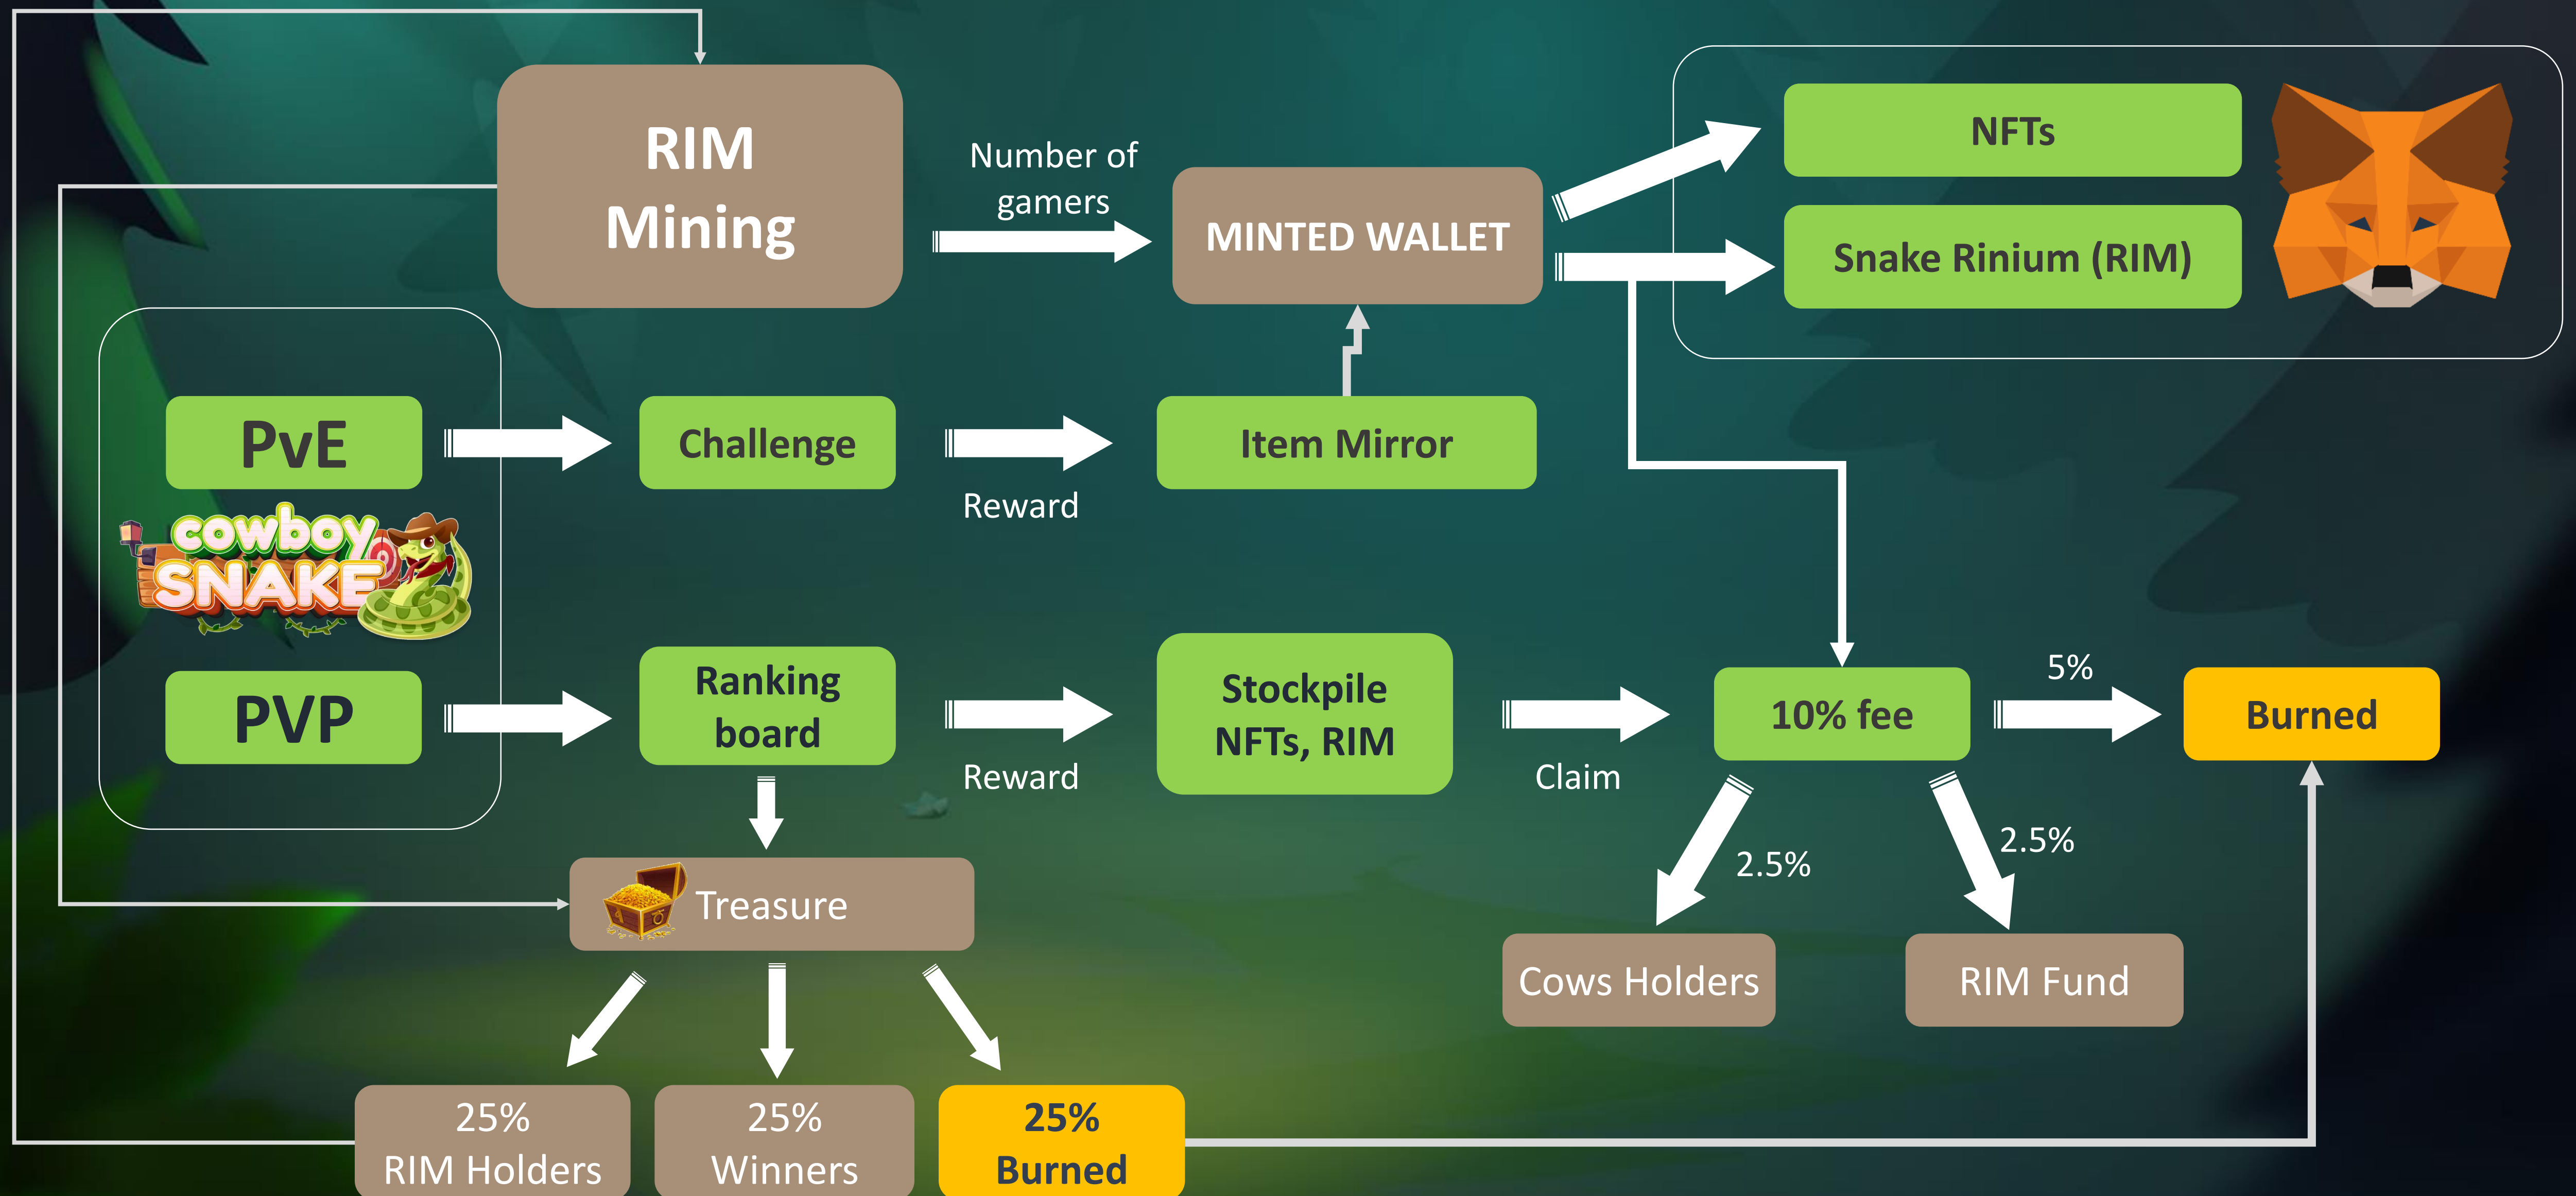 RIM
Mining
Number of
gamers
MINTED WALLET
NFTs
Snake Rinium (RIM)
PvE
Challenge
Reward
Item Mirror
cowboy
SNAKE
PVP
Ranking
board
Reward
Stockpile
NFTs, RIM
Claim
10% fee
5%
Burned
2.5%
2.5%
Treasure
Cows Holders
RIM Fund
25%
RIM Holders
25%
Winners
25%
Burned